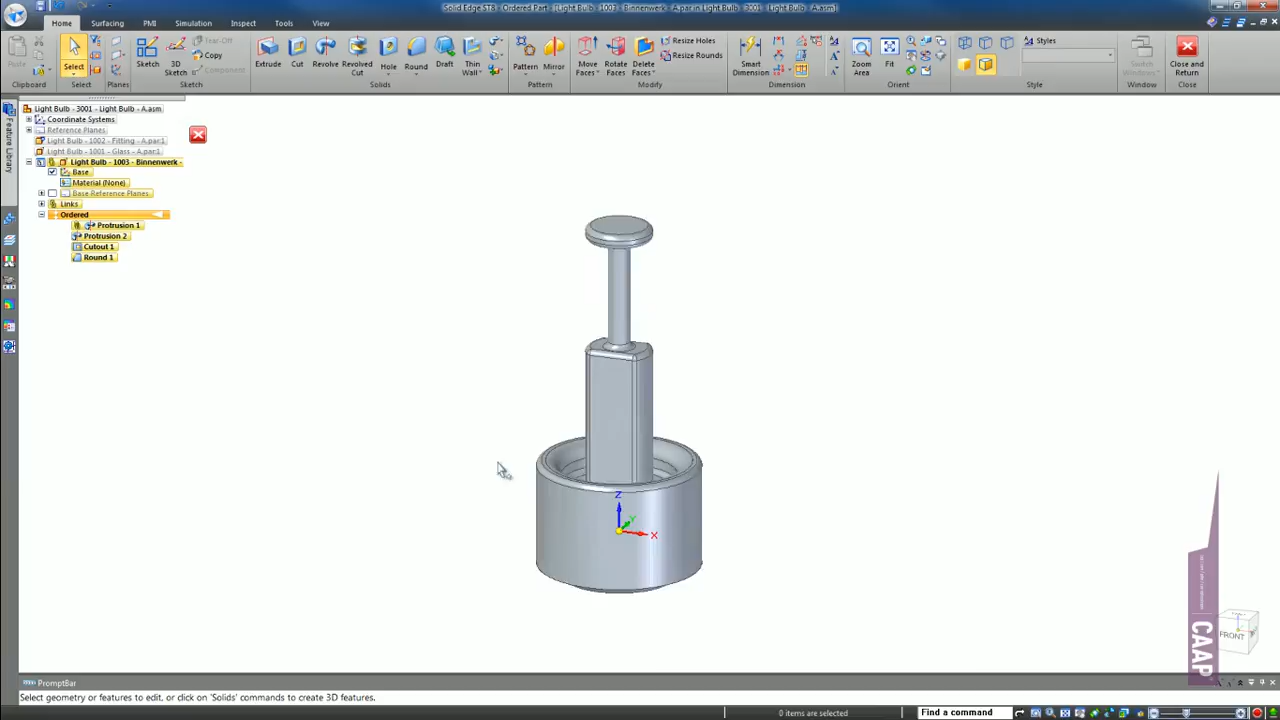 Solid Edge ST8 - Ordered Part - [Light Bulb - 1003 - Binnenwerk - A.par in Light Bulb - 3001 - Light Bulb - A.asm]
Home
Surfacing
PMI
Simulation
Inspect
Tools
View
Tear-Off
Copy
Component
Resize Holes
Resize Rounds
Styles
Paste
Select
Sketch
3D Sketch
Extrude
Cut
Revolve
Revolved Cut
Hole
Round
Draft
Thin Wall
Pattern
Mirror
Move Faces
Rotate Faces
Delete Faces
Smart Dimension
Zoom Area
Fit
Switch Windows
Close and Return
Clipboard
Select
Planes
Sketch
Solids
Pattern
Modify
Dimension
Orient
Style
Window
Close
Feature Library
Light Bulb - 3001 - Light Bulb - A.asm
Coordinate Systems
Reference Planes
Light Bulb - 1002 - Fitting - A.par:1
Light Bulb - 1001 - Glass - A.par:1
Light Bulb - 1003 - Binnenwerk -
Base
Material (None)
Base Reference Planes
Links
Ordered
Protrusion 1
Protrusion 2
Cutout 1
Round 1
Z
Y
X
FRONT
CAAP
PromptBar
Select geometry or features to edit, or click on 'Solids' commands to create 3D features.
0 items are selected
Find a command